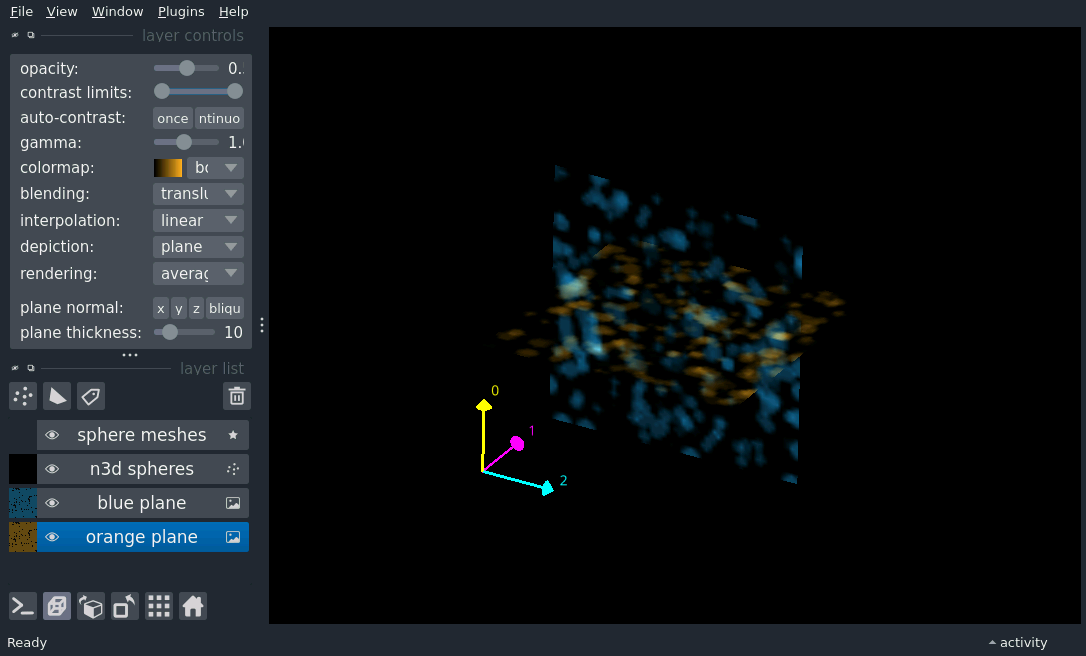 File View Window Plugins Help
layer controls
opacity: 0.
contrast limits:
auto-contrast: once ntinuo
gamma: 1.
colormap: bo
blending: translu
interpolation: linear
depiction: plane
rendering: averag
plane normal: x y z bliqu
plane thickness: 10
layer list
sphere meshes
n3d spheres
blue plane
orange plane
0
1
2
Ready activity